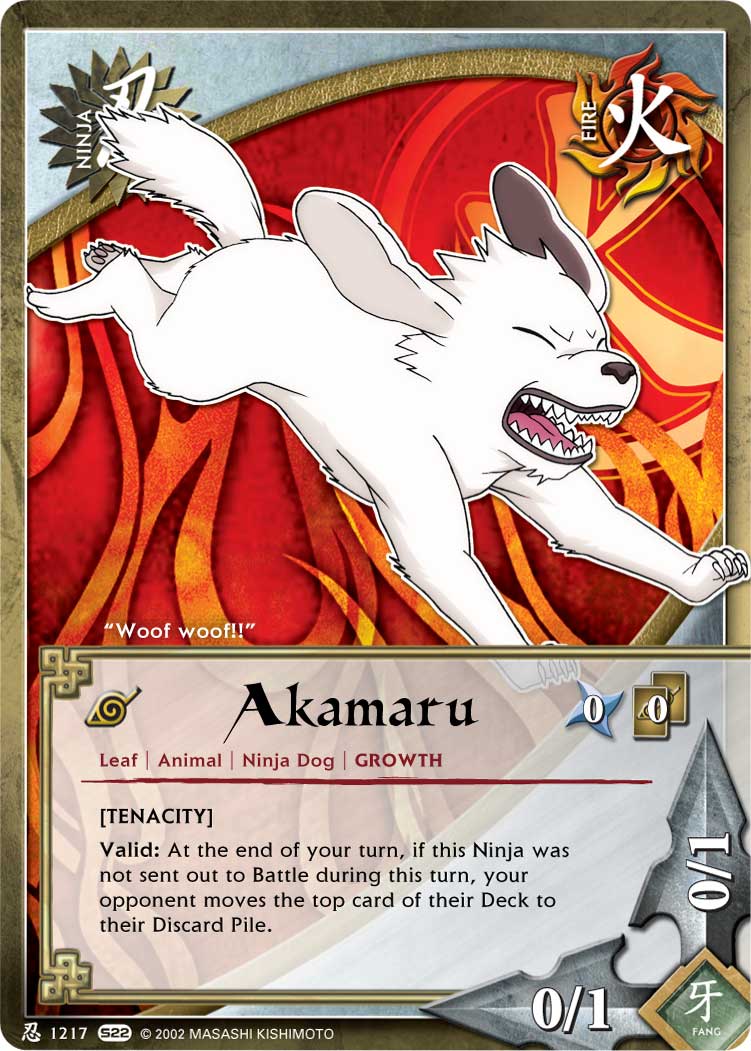 NINJA
忍
FIRE
火
"Woof woof!!"
Akamaru
0
0
Leaf | Animal | Ninja Dog | GROWTH
[TENACITY]
Valid: At the end of your turn, if this Ninja was
not sent out to Battle during this turn, your
opponent moves the top card of their Deck to
their Discard Pile.
0/1
0/1
牙
FANG
忍 1217 S22 © 2002 MASASHI KISHIMOTO